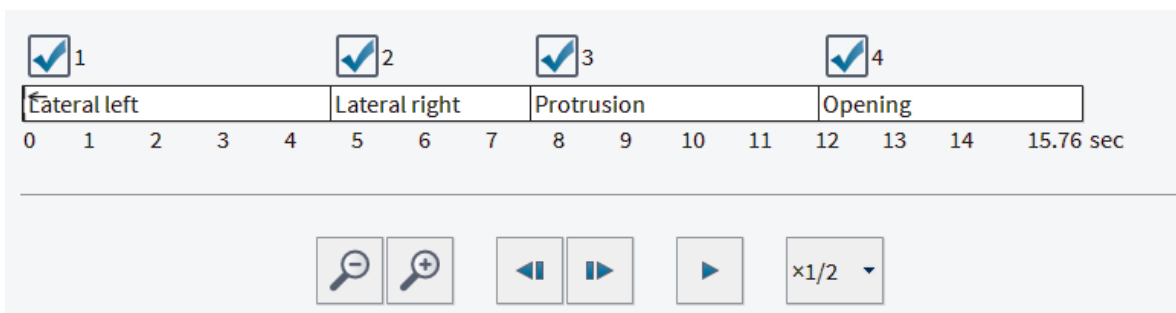 1 2 3 4
Lateral left Lateral right Protrusion Opening
0 1 2 3 4 5 6 7 8 9 10 11 12 13 14 15.76 sec
×1/2